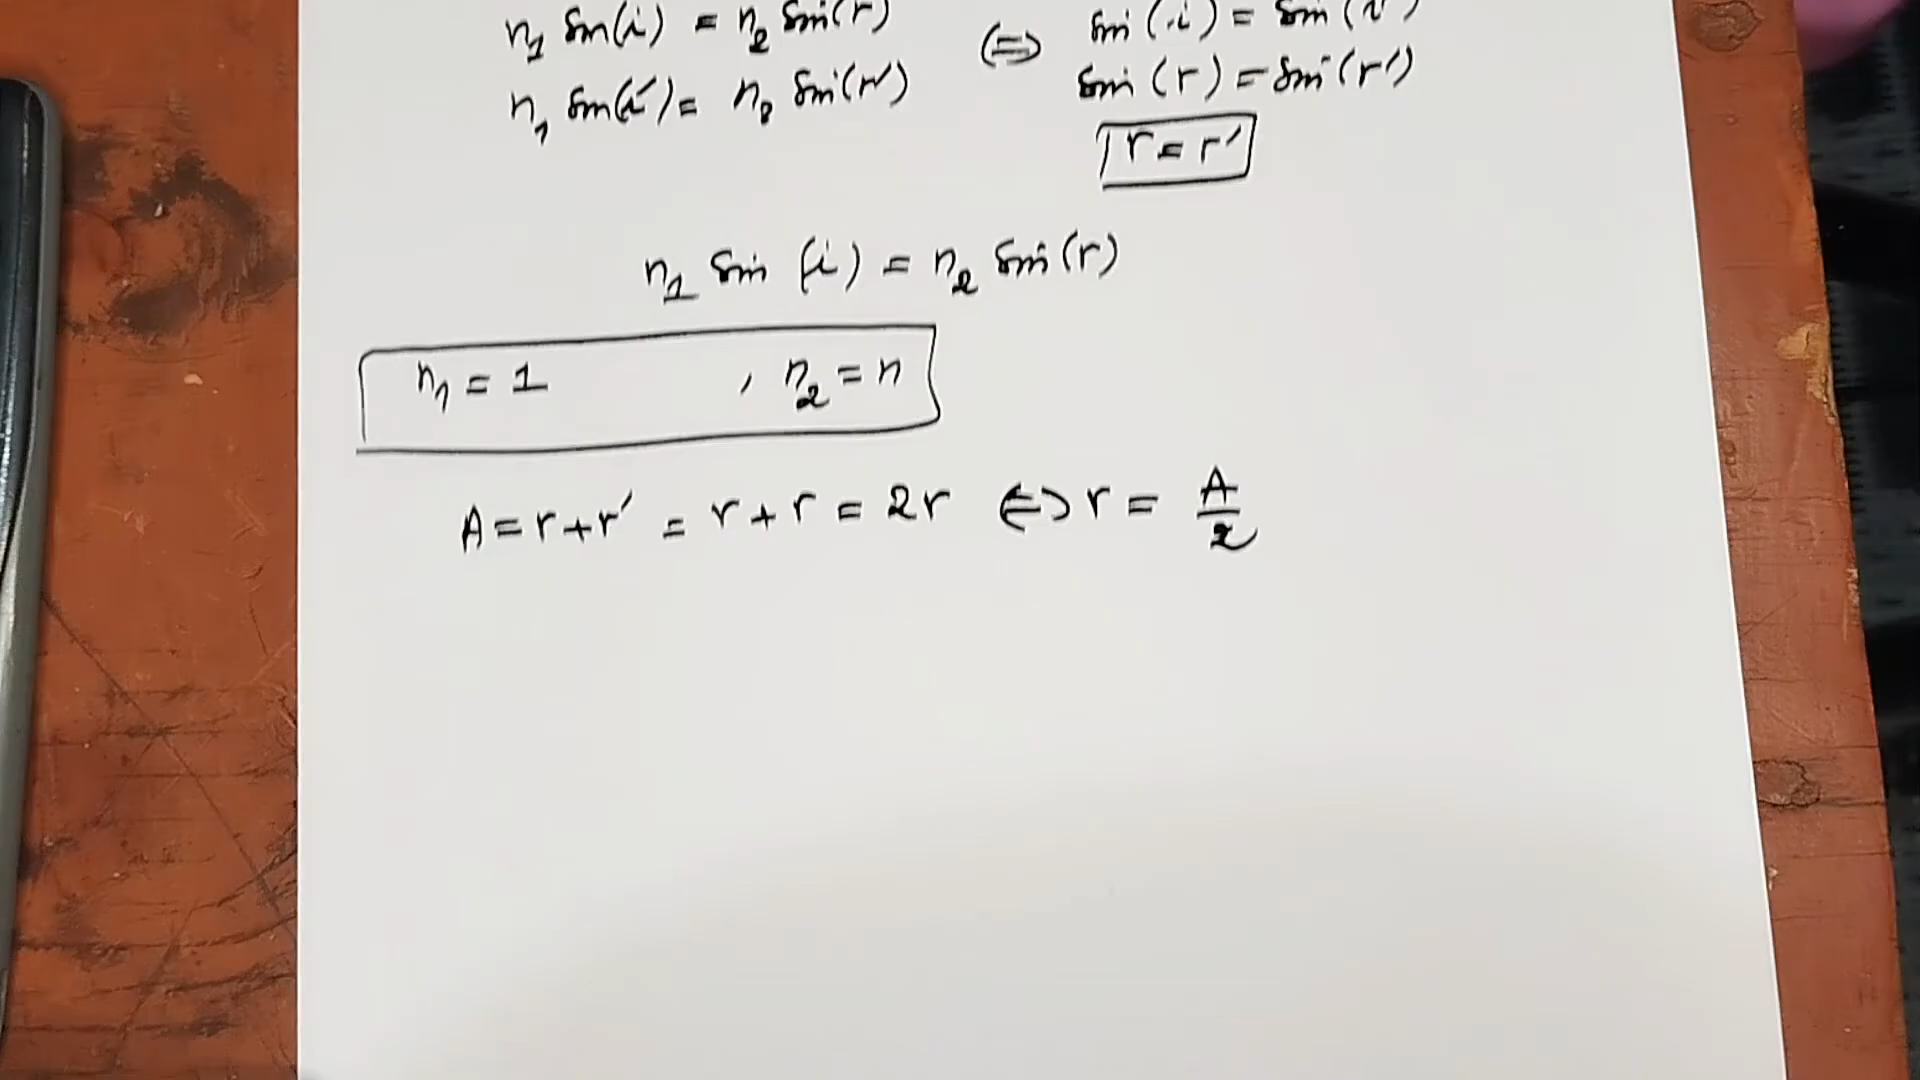 n₁ sin(i) = n₂ sin(r) ⇔ sin(i) = sin(i')
n₁ sin(i') = n₂ sin(r') sin(r) = sin(r')
r = r'
n₁ sin(i) = n₂ sin(r)
n₁ = 1 , n₂ = n
A = r + r' = r + r = 2r ⇔ r = A/2